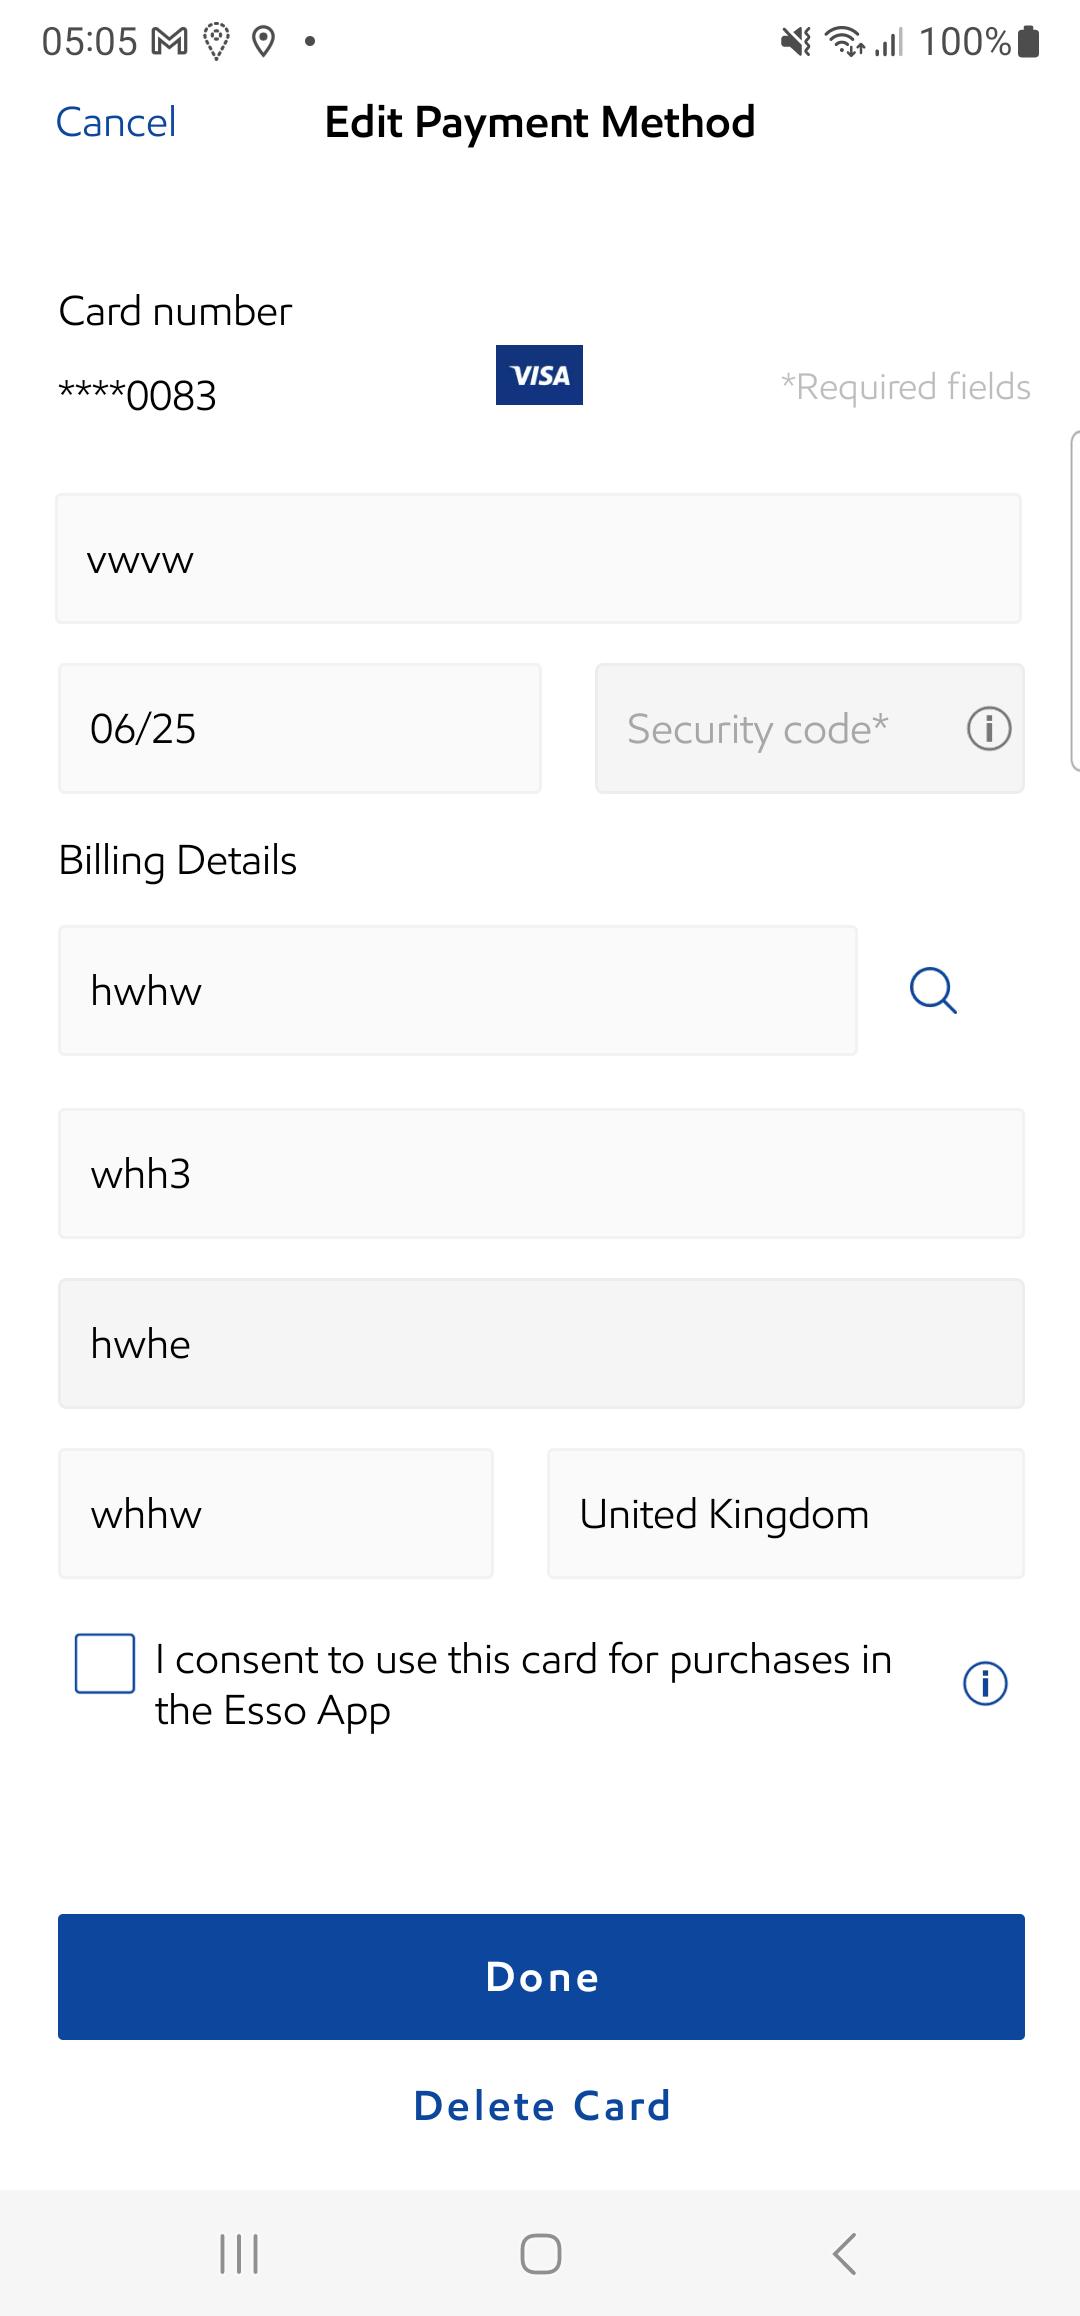 05:05
100%
Cancel
Edit Payment Method
Card number
****0083
VISA
*Required fields
vwvw
06/25
Security code*
Billing Details
hwhw
whh3
hwhe
whhw
United Kingdom
I consent to use this card for purchases in
the Esso App
Done
Delete Card